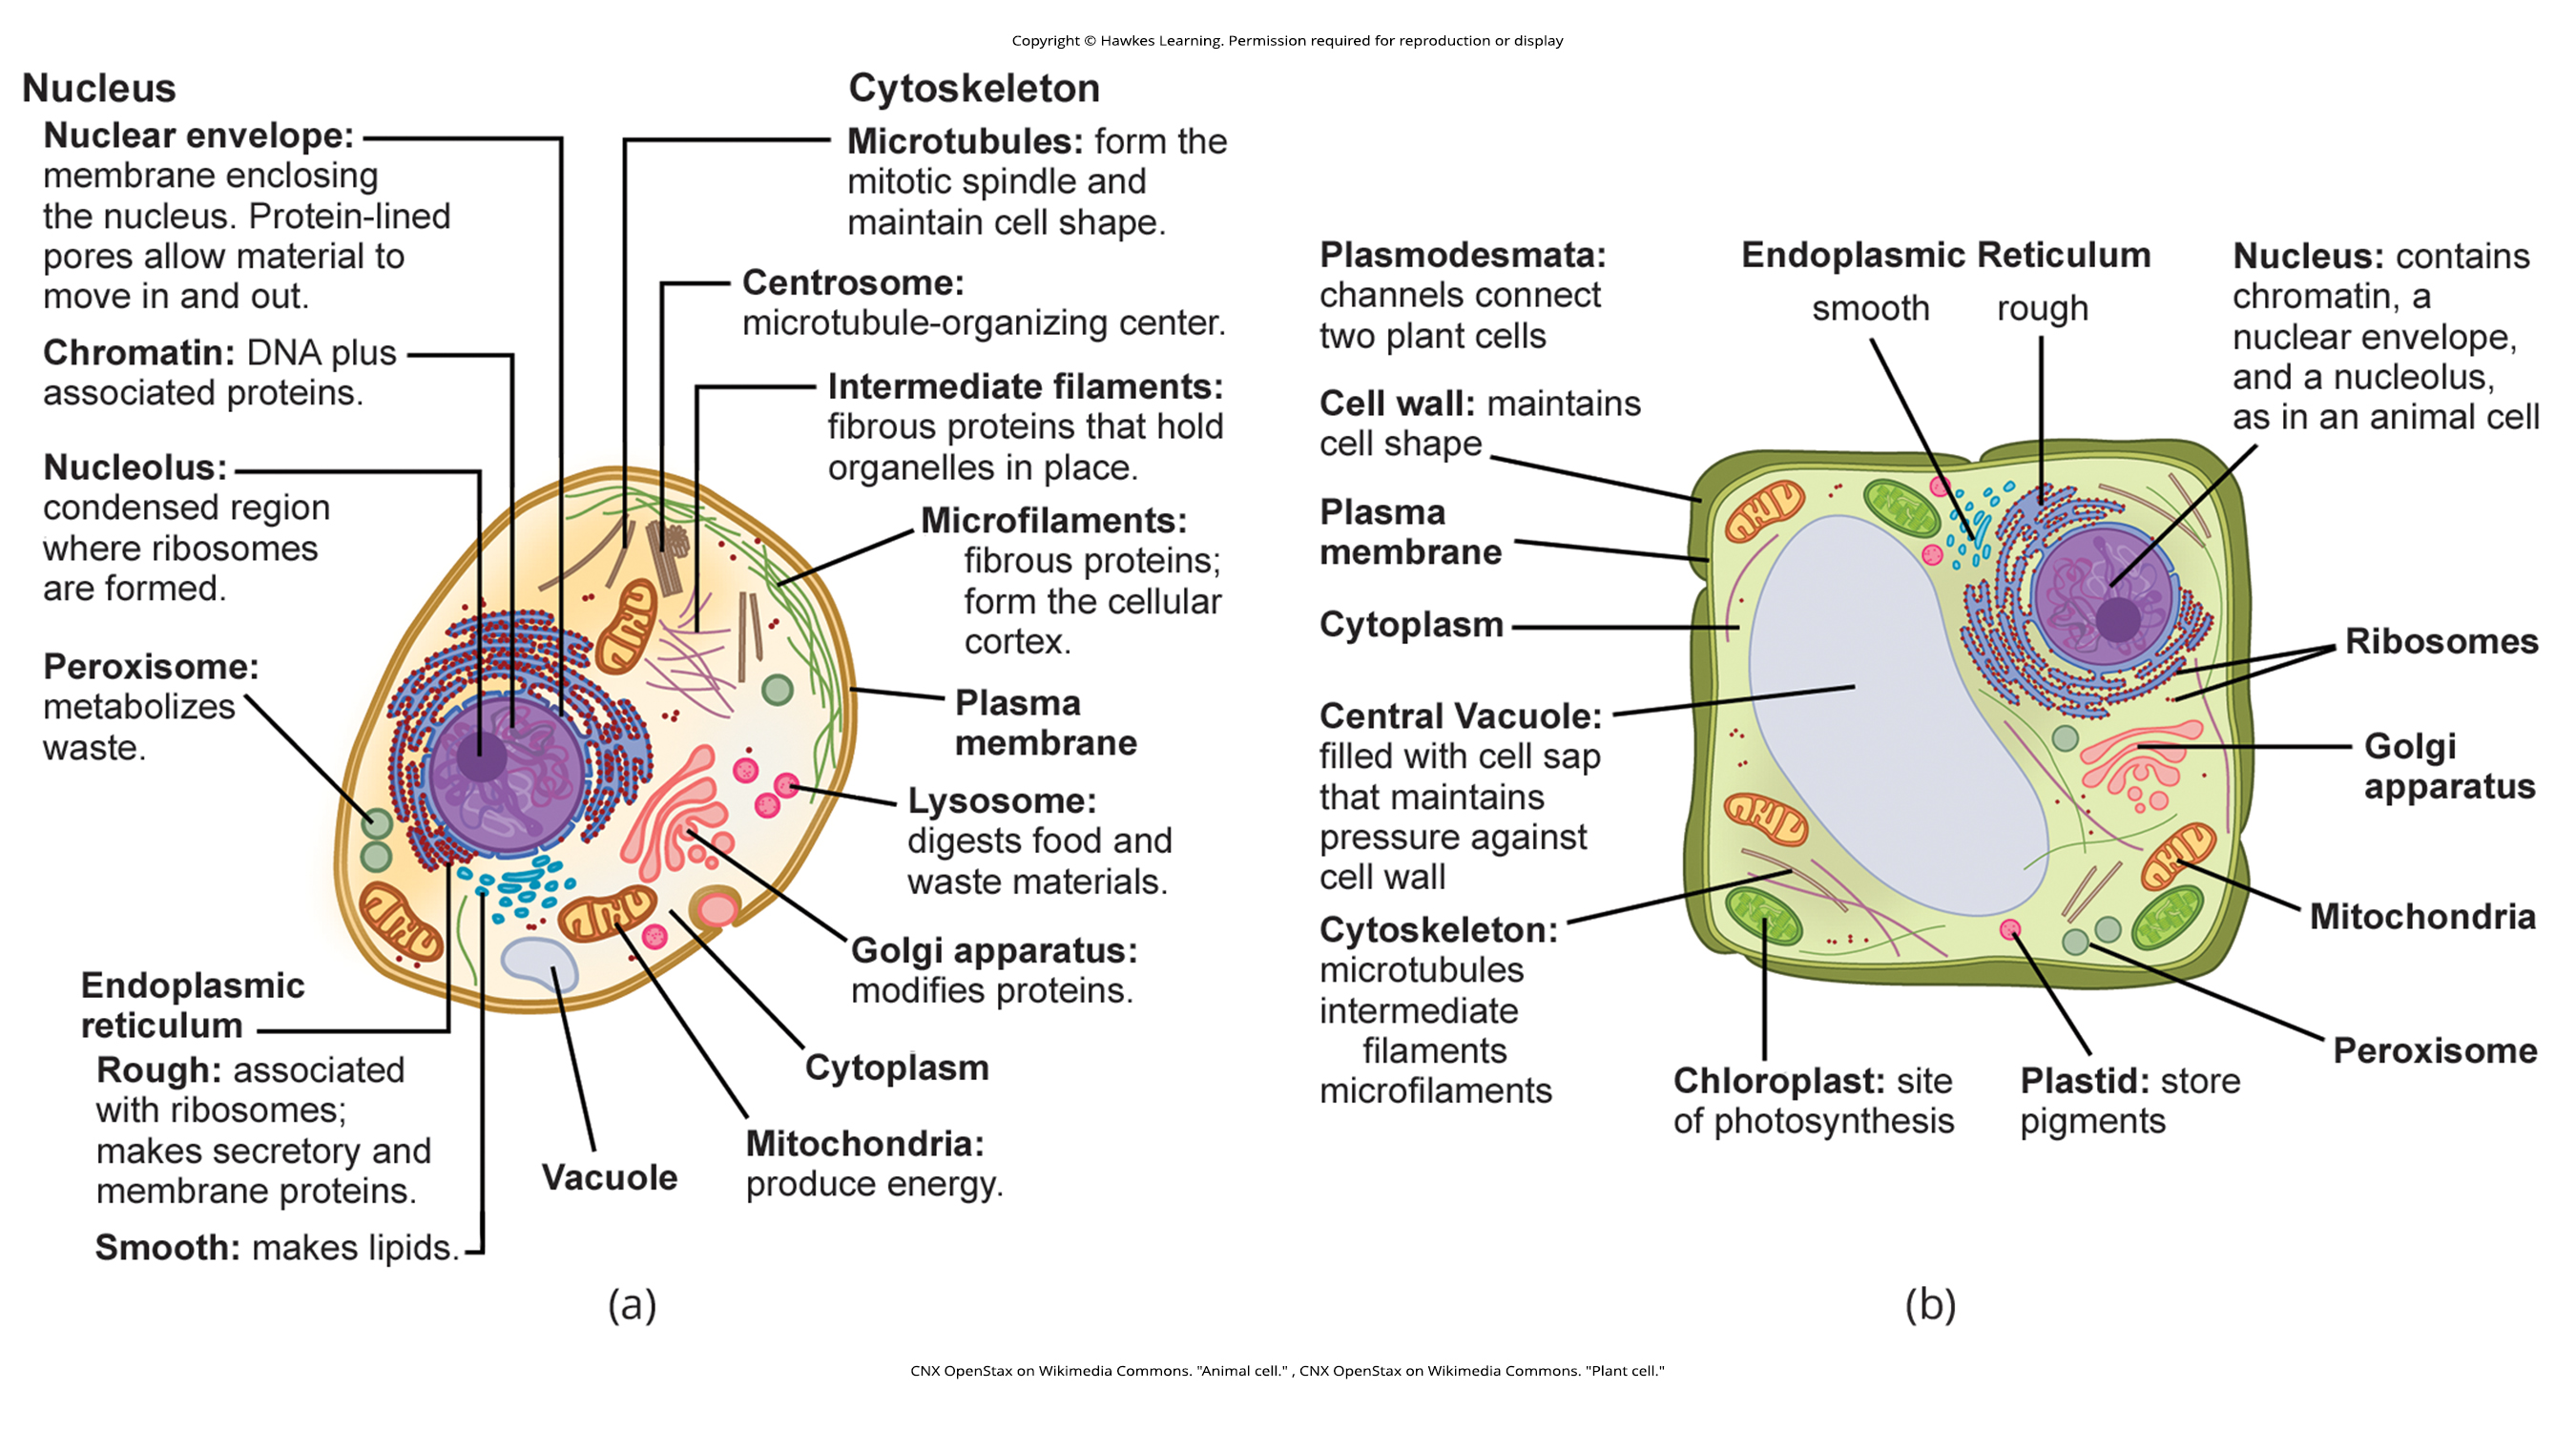 Copyright © Hawkes Learning. Permission required for reproduction or display
Nucleus
Nuclear envelope:
membrane enclosing
the nucleus. Protein-lined
pores allow material to
move in and out.
Chromatin: DNA plus
associated proteins.
Nucleolus:
condensed region
where ribosomes
are formed.
Peroxisome:
metabolizes
waste.
Endoplasmic
reticulum
Rough: associated
with ribosomes;
makes secretory and
membrane proteins.
Smooth: makes lipids.
Cytoskeleton
Microtubules: form the
mitotic spindle and
maintain cell shape.
Centrosome:
microtubule-organizing center.
Intermediate filaments:
fibrous proteins that hold
organelles in place.
Microfilaments:
fibrous proteins;
form the cellular
cortex.
Plasma
membrane
Lysosome:
digests food and
waste materials.
Golgi apparatus:
modifies proteins.
Cytoplasm
Mitochondria:
produce energy.
Vacuole
(a)
Plasmodesmata:
channels connect
two plant cells
Cell wall: maintains
cell shape
Plasma
membrane
Cytoplasm
Central Vacuole:
filled with cell sap
that maintains
pressure against
cell wall
Cytoskeleton:
microtubules
intermediate
filaments
microfilaments
Endoplasmic Reticulum
smooth
rough
Nucleus: contains
chromatin, a
nuclear envelope,
and a nucleolus,
as in an animal cell
Ribosomes
Golgi
apparatus
Mitochondria
Peroxisome
Chloroplast: site
of photosynthesis
Plastid: store
pigments
(b)
CNX OpenStax on Wikimedia Commons. "Animal cell." , CNX OpenStax on Wikimedia Commons. "Plant cell."